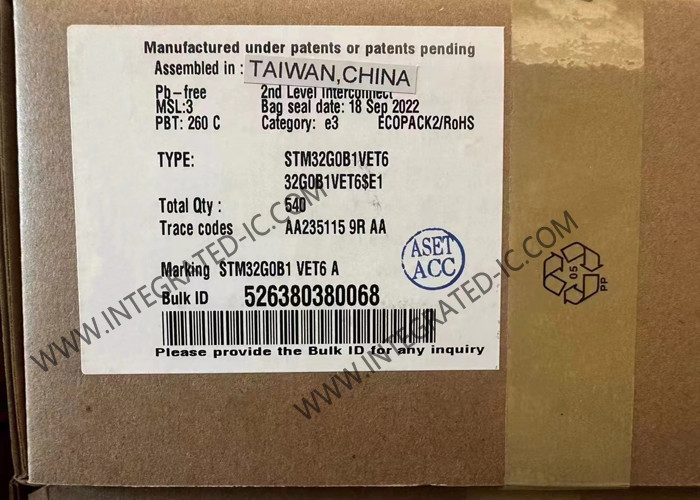 Manufactured under patents or patents pending
Assembled in : TAIWAN,CHINA
Pb-free 2nd Level Interconnect
MSL:3 Bag seal date: 18 Sep 2022
PBT: 260 C Category: e3 ECOPACK2/RoHS
TYPE: STM32G0B1VET6
32G0B1VET6$E1
Total Qty : 540
Trace codes AA235115 9R AA
ASET
ACC
Marking STM32G0B1 VET6 A
Bulk ID 526380380068
Please provide the Bulk ID for any inquiry
05
PP
WWW.INTEGRATED-IC.COM
WWW.INTEGRATED-IC.COM